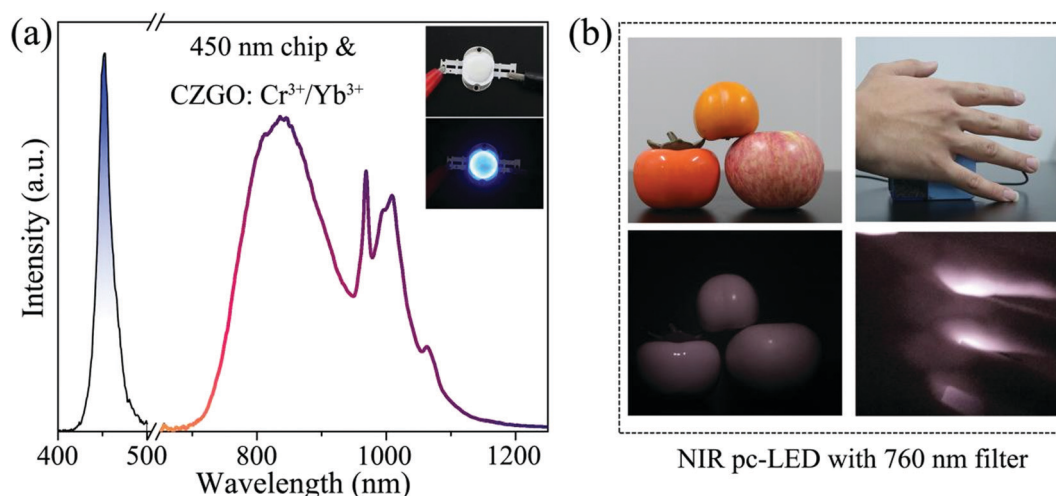 (a)
450 nm chip &
CZGO: Cr³⁺/Yb³⁺
Intensity (a.u.)
400 500 800 1000 1200
Wavelength (nm)
(b)
NIR pc-LED with 760 nm filter